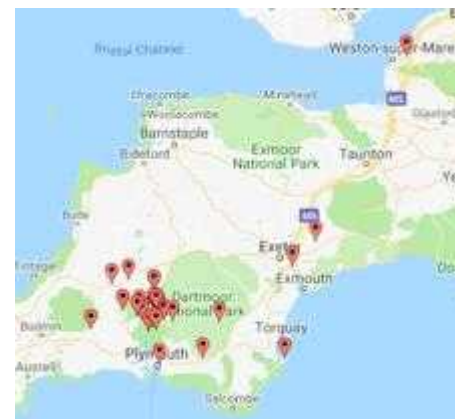 Bristol Channel
Weston-super-Mare
M5
Ilfracombe
Woolacombe
Minehead
Barnstaple
Bideford
Exmoor
National Park
Taunton
Bude
M5
Exeter
Exmouth
Dartmoor
National Park
Bodmin
Torquay
Plymouth
Salcombe